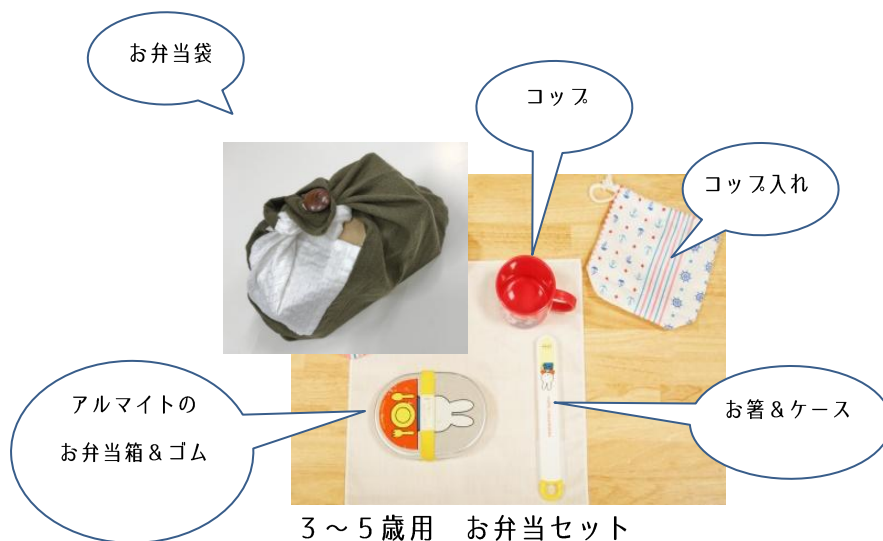 お弁当袋
コップ
コップ入れ
アルマイトの
お弁当箱＆ゴム
お箸＆ケース
３～５歳用　お弁当セット